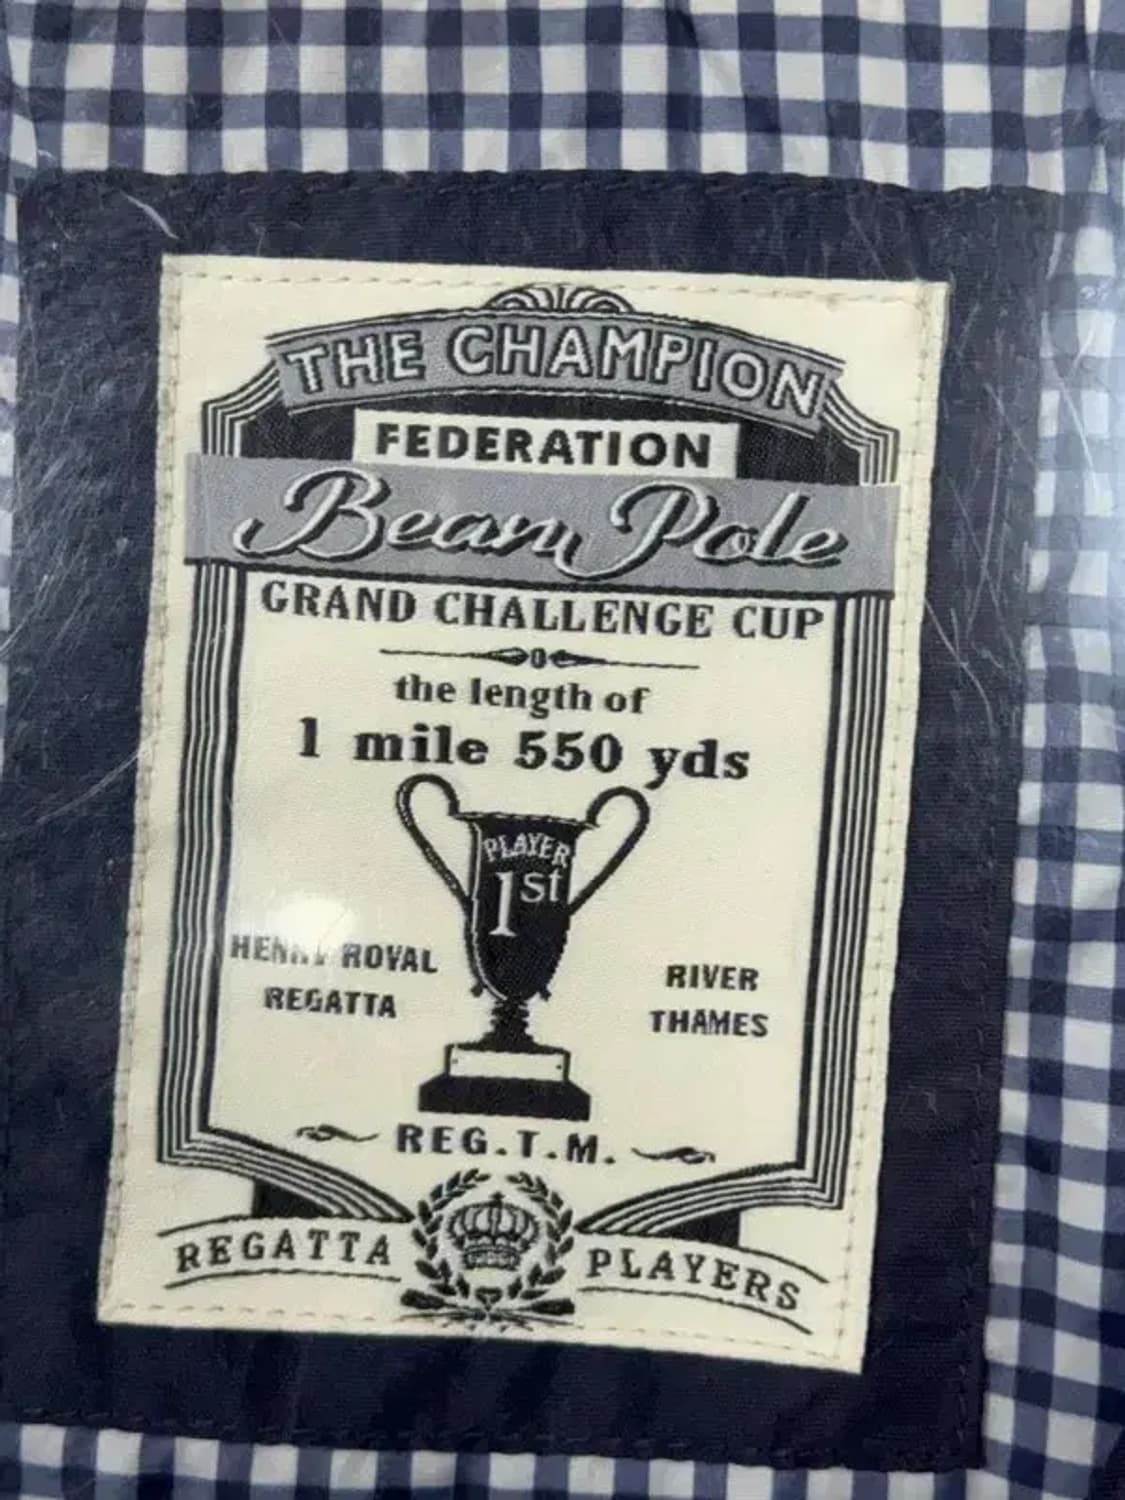 THE CHAMPION
FEDERATION
Bean Pole
GRAND CHALLENGE CUP
the length of
1 mile 550 yds
PLAYER
1st
ROYAL
REGATTA
RIVER
THAMES
REG.T.M.
REGATTA PLAYERS